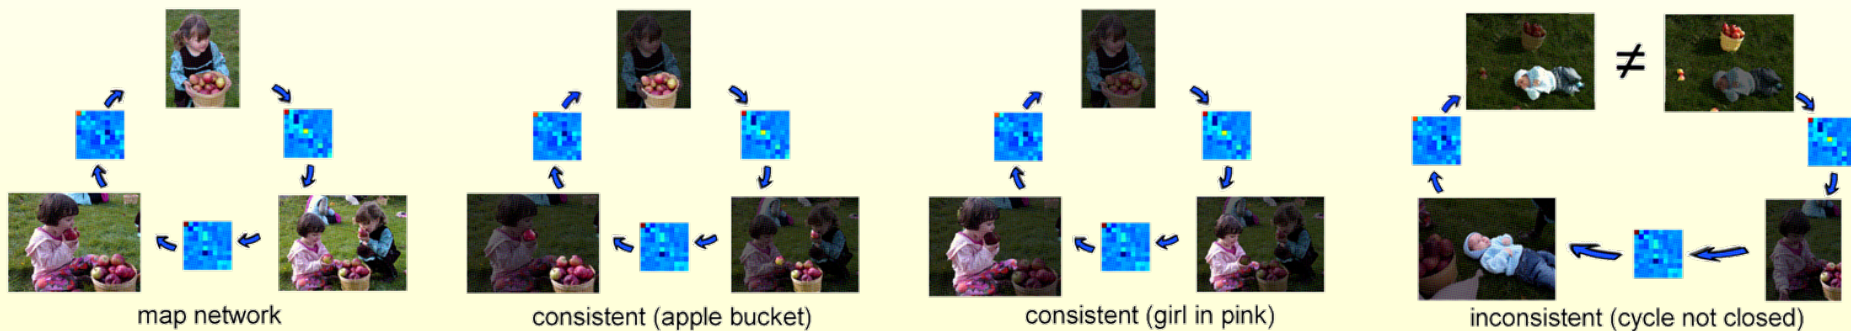 ≠
map network
consistent (apple bucket)
consistent (girl in pink)
inconsistent (cycle not closed)